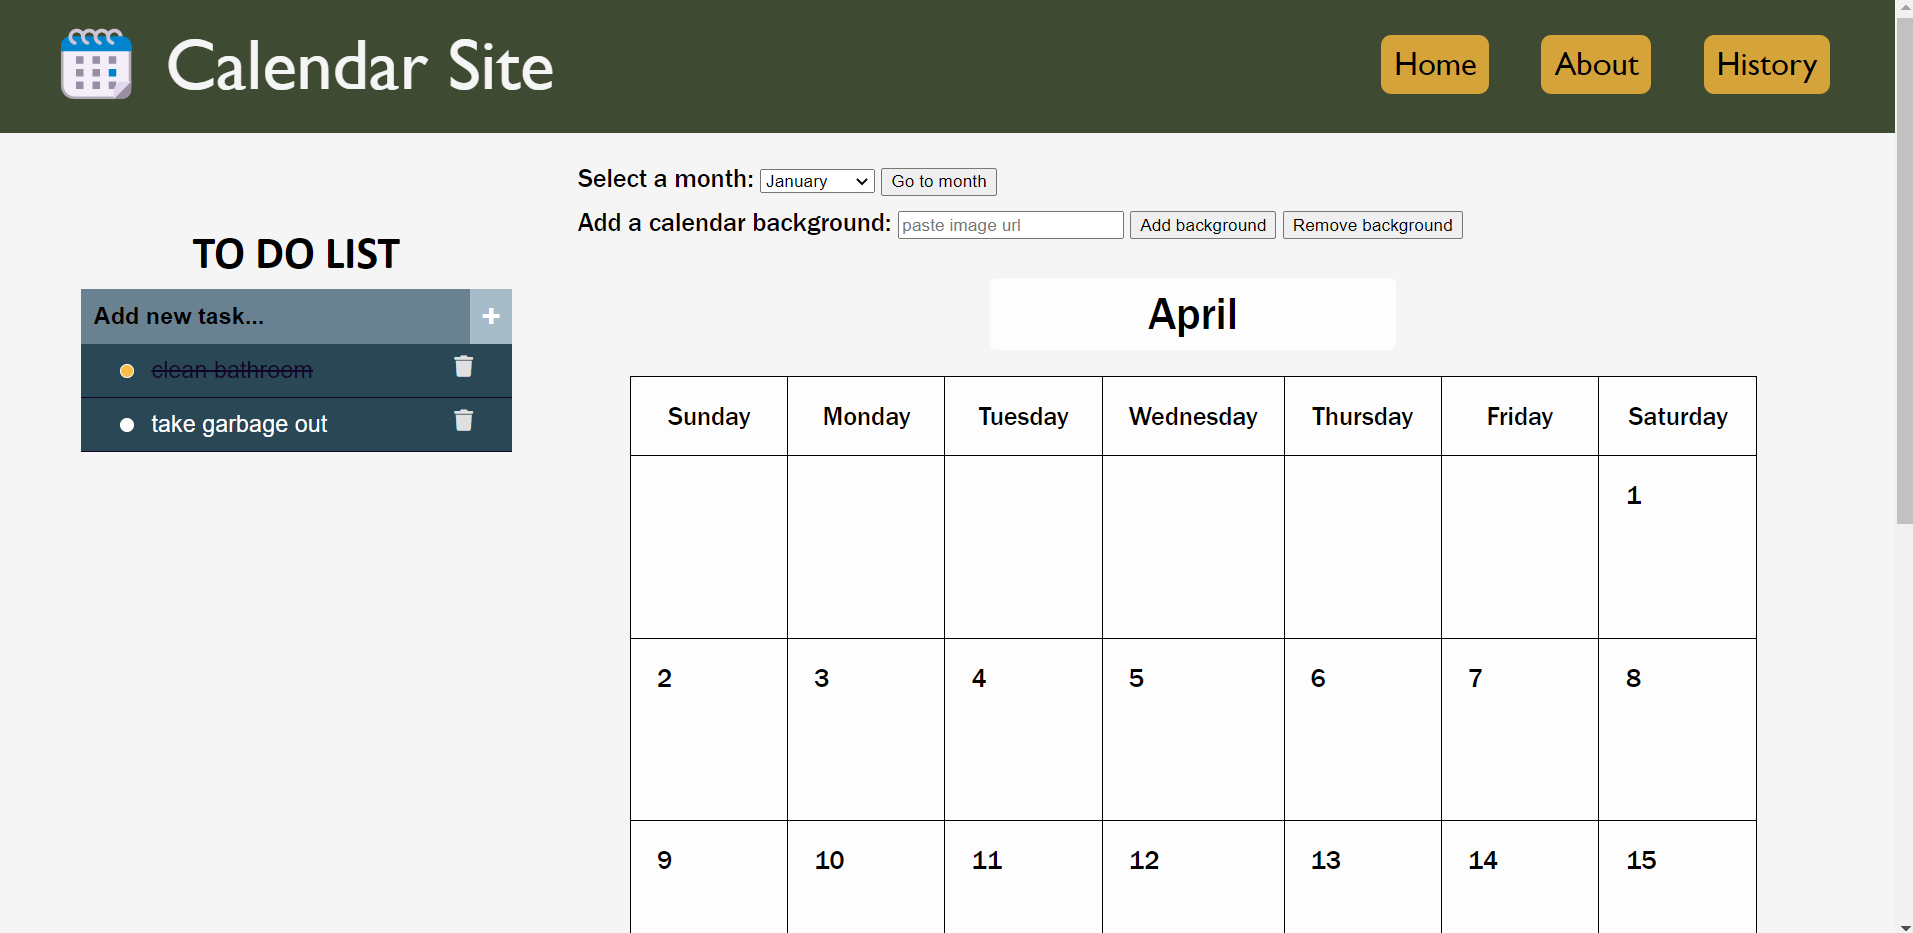 Calendar Site
Home About History
Select a month: January Go to month
Add a calendar background: paste image url Add background Remove background
TO DO LIST
Add new task... +
clean bathroom
take garbage out
April
Sunday Monday Tuesday Wednesday Thursday Friday Saturday
1
2 3 4 5 6 7 8
9 10 11 12 13 14 15